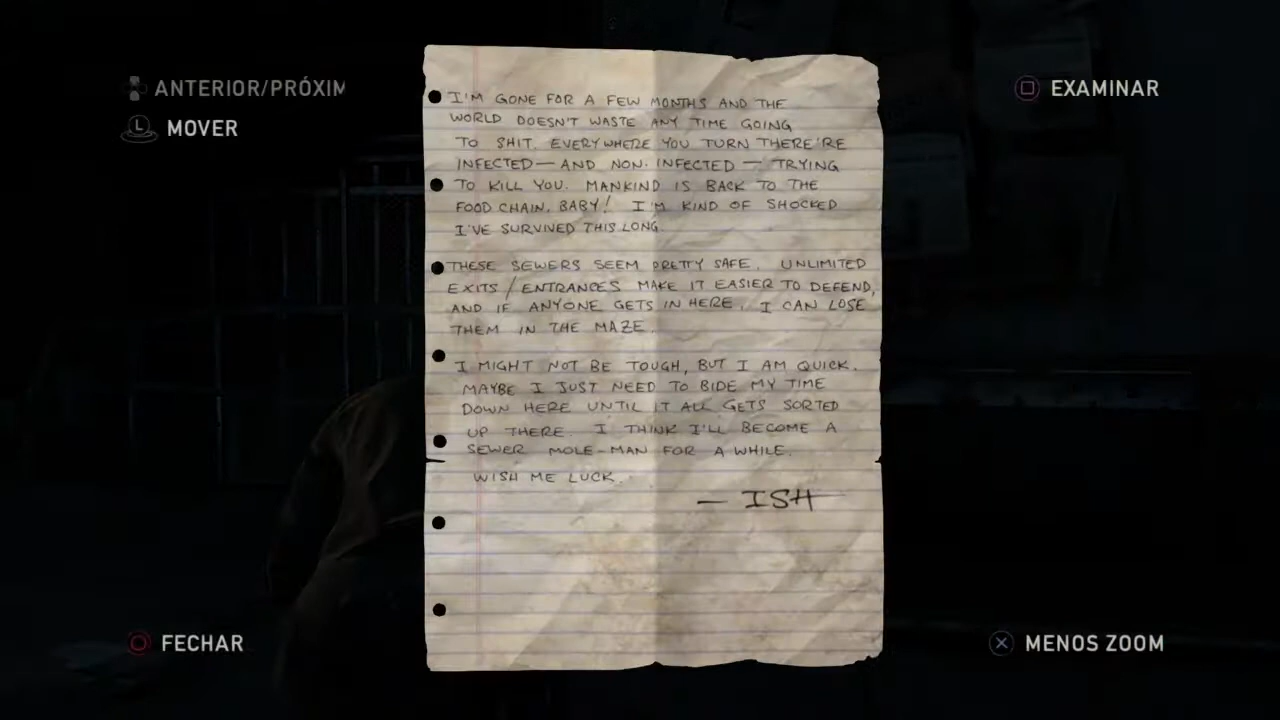 ANTERIOR/PRÓXIM
MOVER
EXAMINAR
I'M GONE FOR A FEW MONTHS AND THE
WORLD DOESN'T WASTE ANY TIME GOING
TO SHIT. EVERYWHERE YOU TURN THERE'RE
INFECTED — AND NON-INFECTED — TRYING
TO KILL YOU. MANKIND IS BACK TO THE
FOOD CHAIN, BABY! I'M KIND OF SHOCKED
I'VE SURVIVED THIS LONG.
THESE SEWERS SEEM PRETTY SAFE. UNLIMITED
EXITS/ENTRANCES MAKE IT EASIER TO DEFEND,
AND IF ANYONE GETS IN HERE, I CAN LOSE
THEM IN THE MAZE.
I MIGHT NOT BE TOUGH, BUT I AM QUICK.
MAYBE I JUST NEED TO BIDE MY TIME
DOWN HERE UNTIL IT ALL GETS SORTED
UP THERE. I THINK I'LL BECOME A
SEWER MOLE-MAN FOR A WHILE.
WISH ME LUCK.
— ISH
FECHAR
MENOS ZOOM